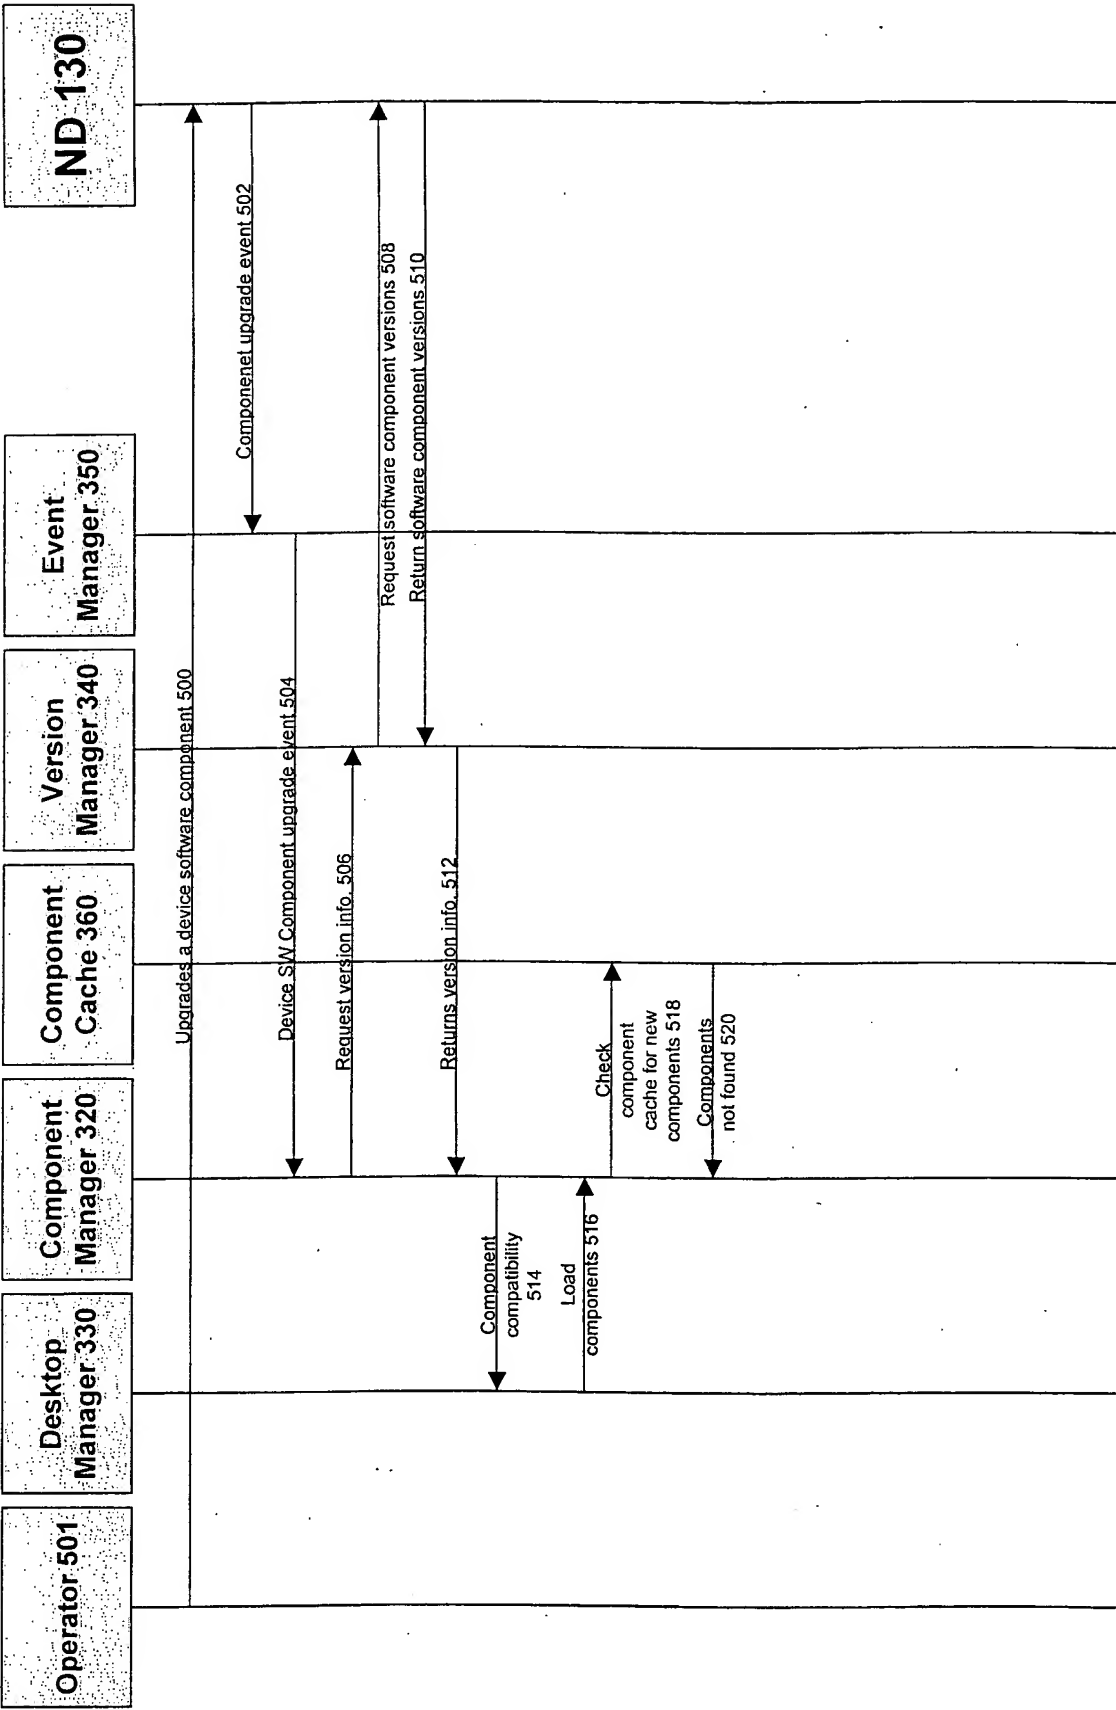 Operator 501
Desktop
Manager 330
Component
Manager 320
Component
Cache 360
Version
Manager 340
Event
Manager 350
ND 130
Upgrades a device software component 500
Componenet upgrade event 502
Device SW Component upgrade event 504
Request version info. 506
Request software component versions 508
Return software component versions 510
Returns version info. 512
Component
compatibility
514
Load
components 516
Check
component
cache for new
components 518
Components
not found 520